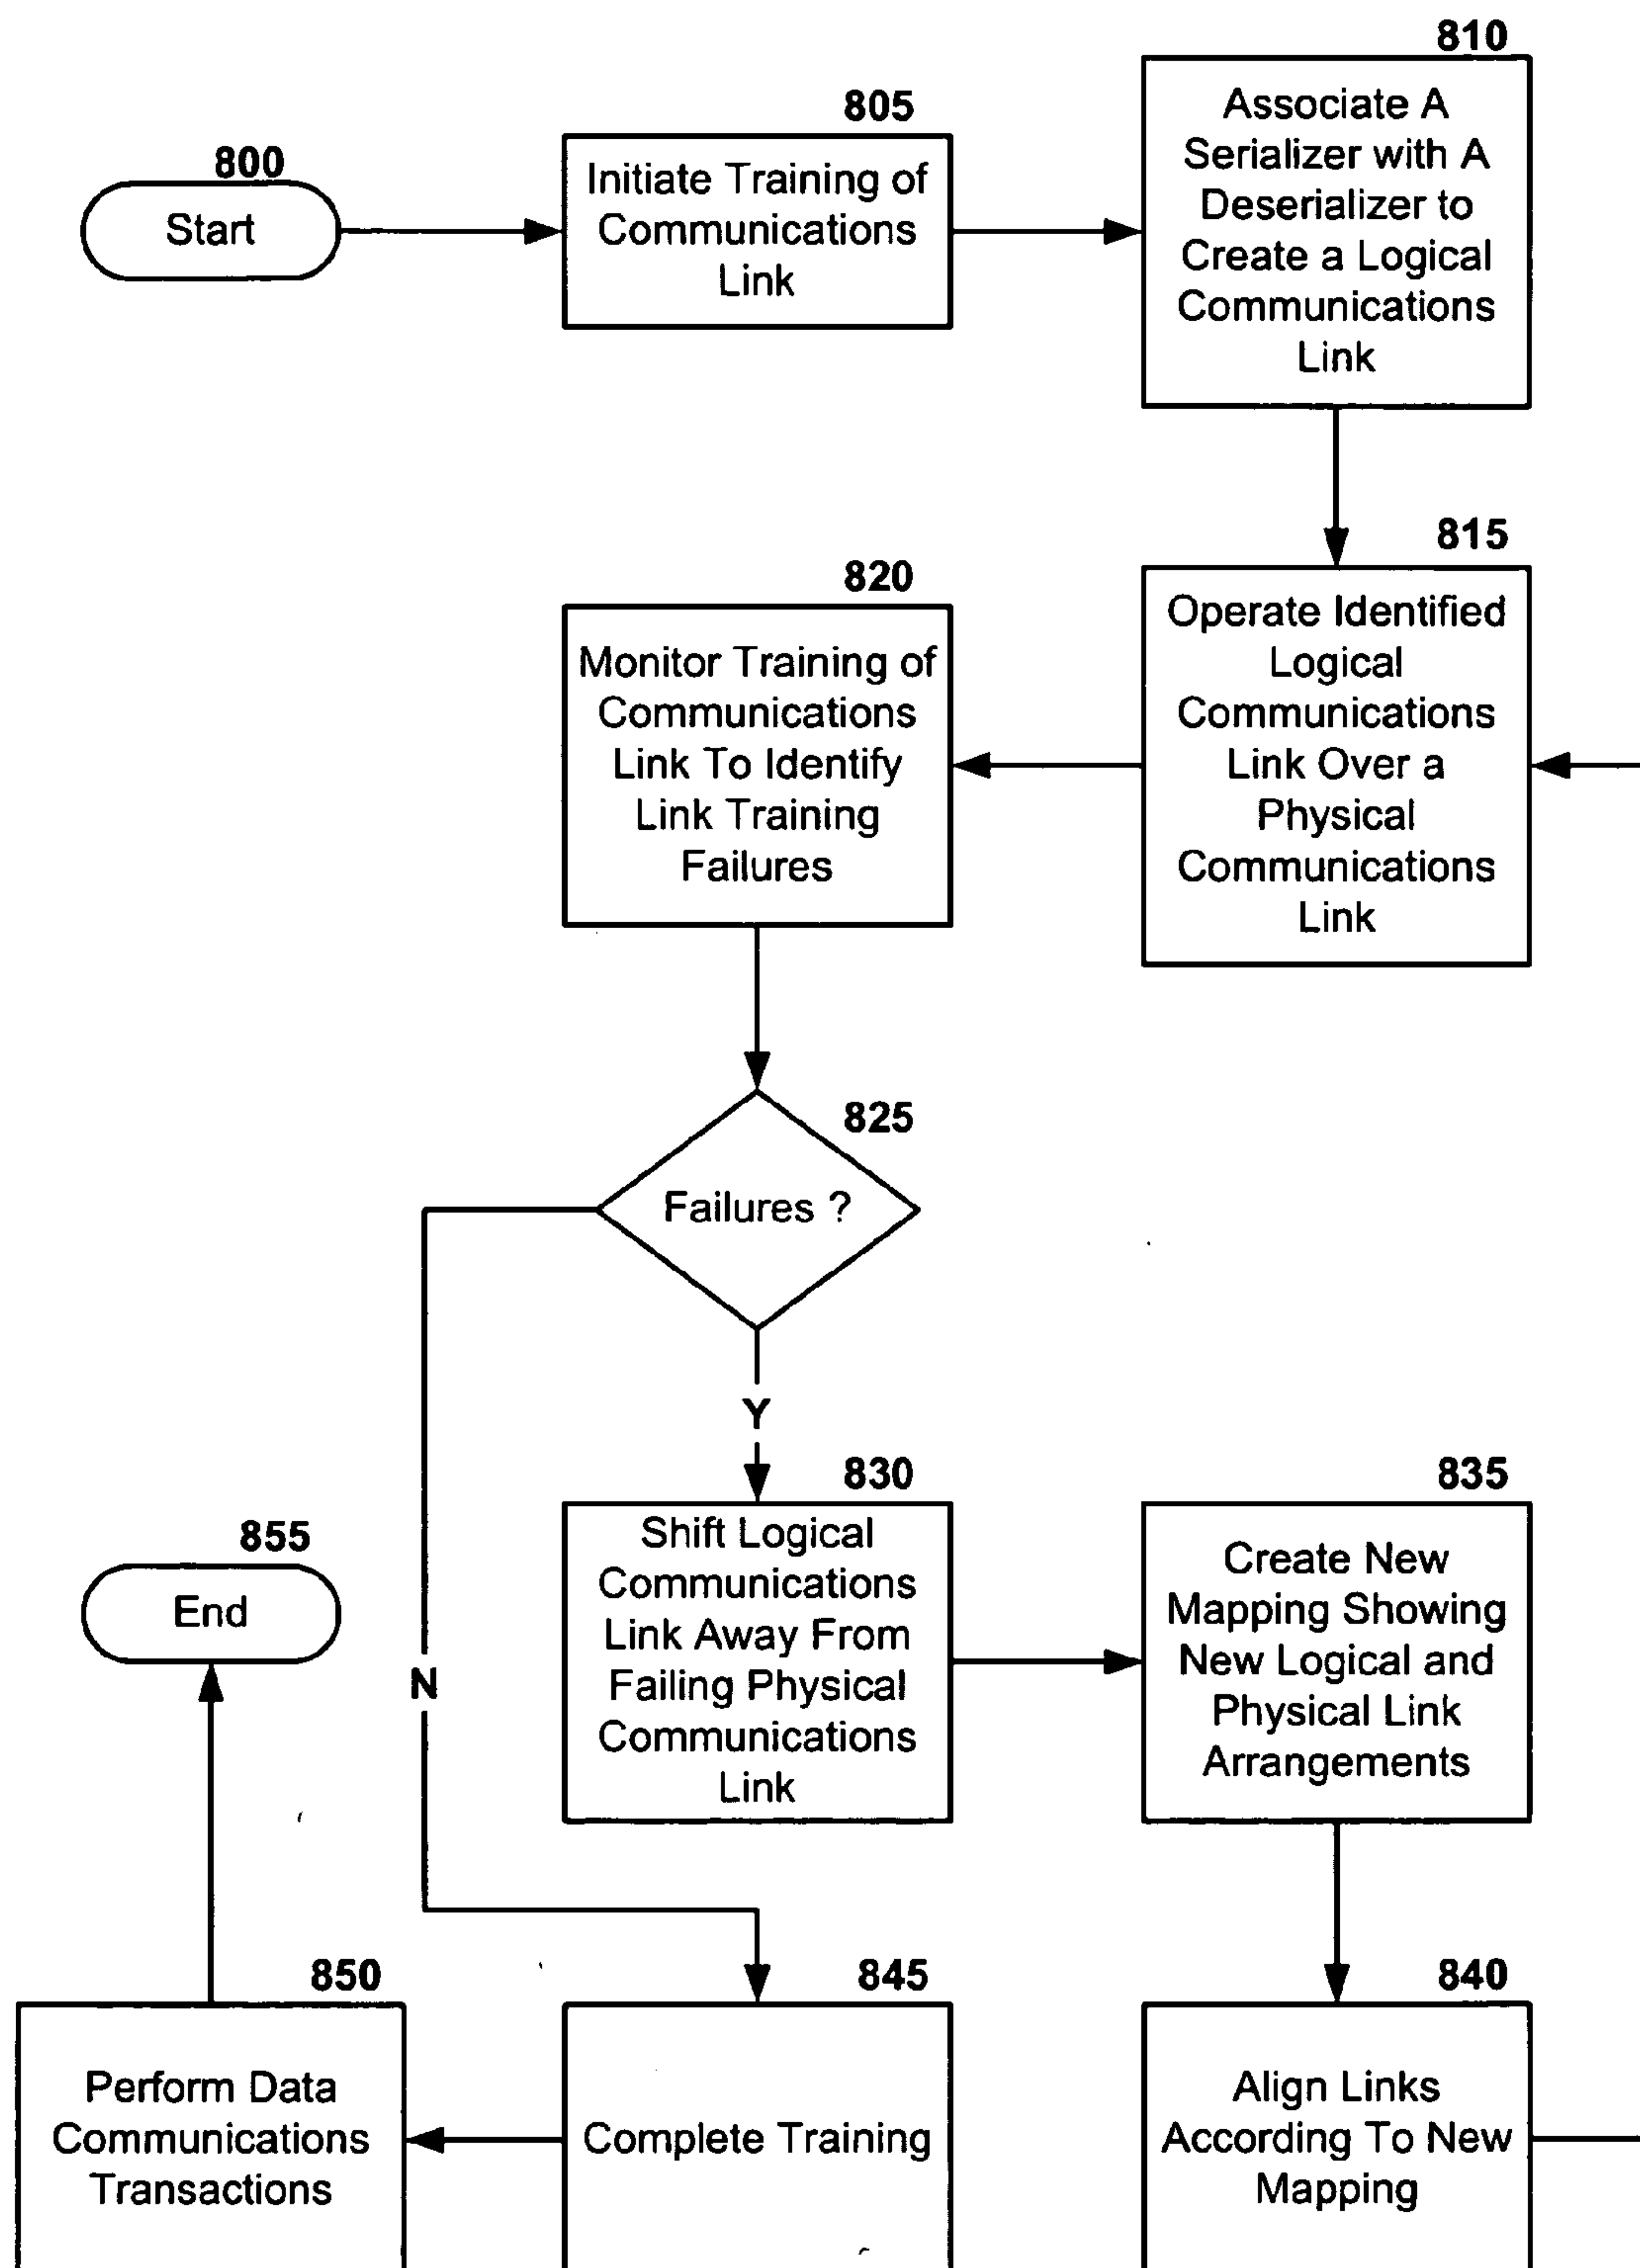 800
Start
805
Initiate Training of
Communications
Link
810
Associate A
Serializer with A
Deserializer to
Create a Logical
Communications
Link
815
Operate Identified
Logical
Communications
Link Over a
Physical
Communications
Link
820
Monitor Training of
Communications
Link To Identify
Link Training
Failures
825
Failures ?
Y
N
830
Shift Logical
Communications
Link Away From
Failing Physical
Communications
Link
835
Create New
Mapping Showing
New Logical and
Physical Link
Arrangements
840
Align Links
According To New
Mapping
845
Complete Training
850
Perform Data
Communications
Transactions
855
End